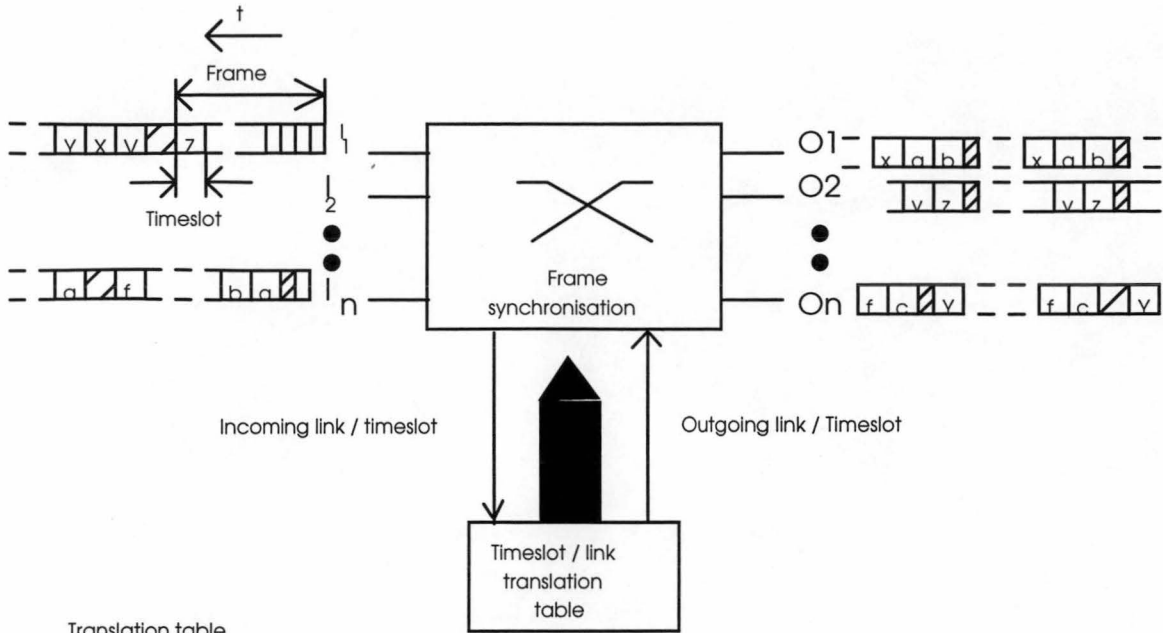 t
Frame
y x v z
I1
O1
x a b
x a b
I2
O2
v z
v z
Timeslot
a f
b a
In
Frame
synchronisation
On
f c y
f c y
Incoming link / timeslot
Outgoing link / Timeslot
Timeslot / link
translation
table
Translation table